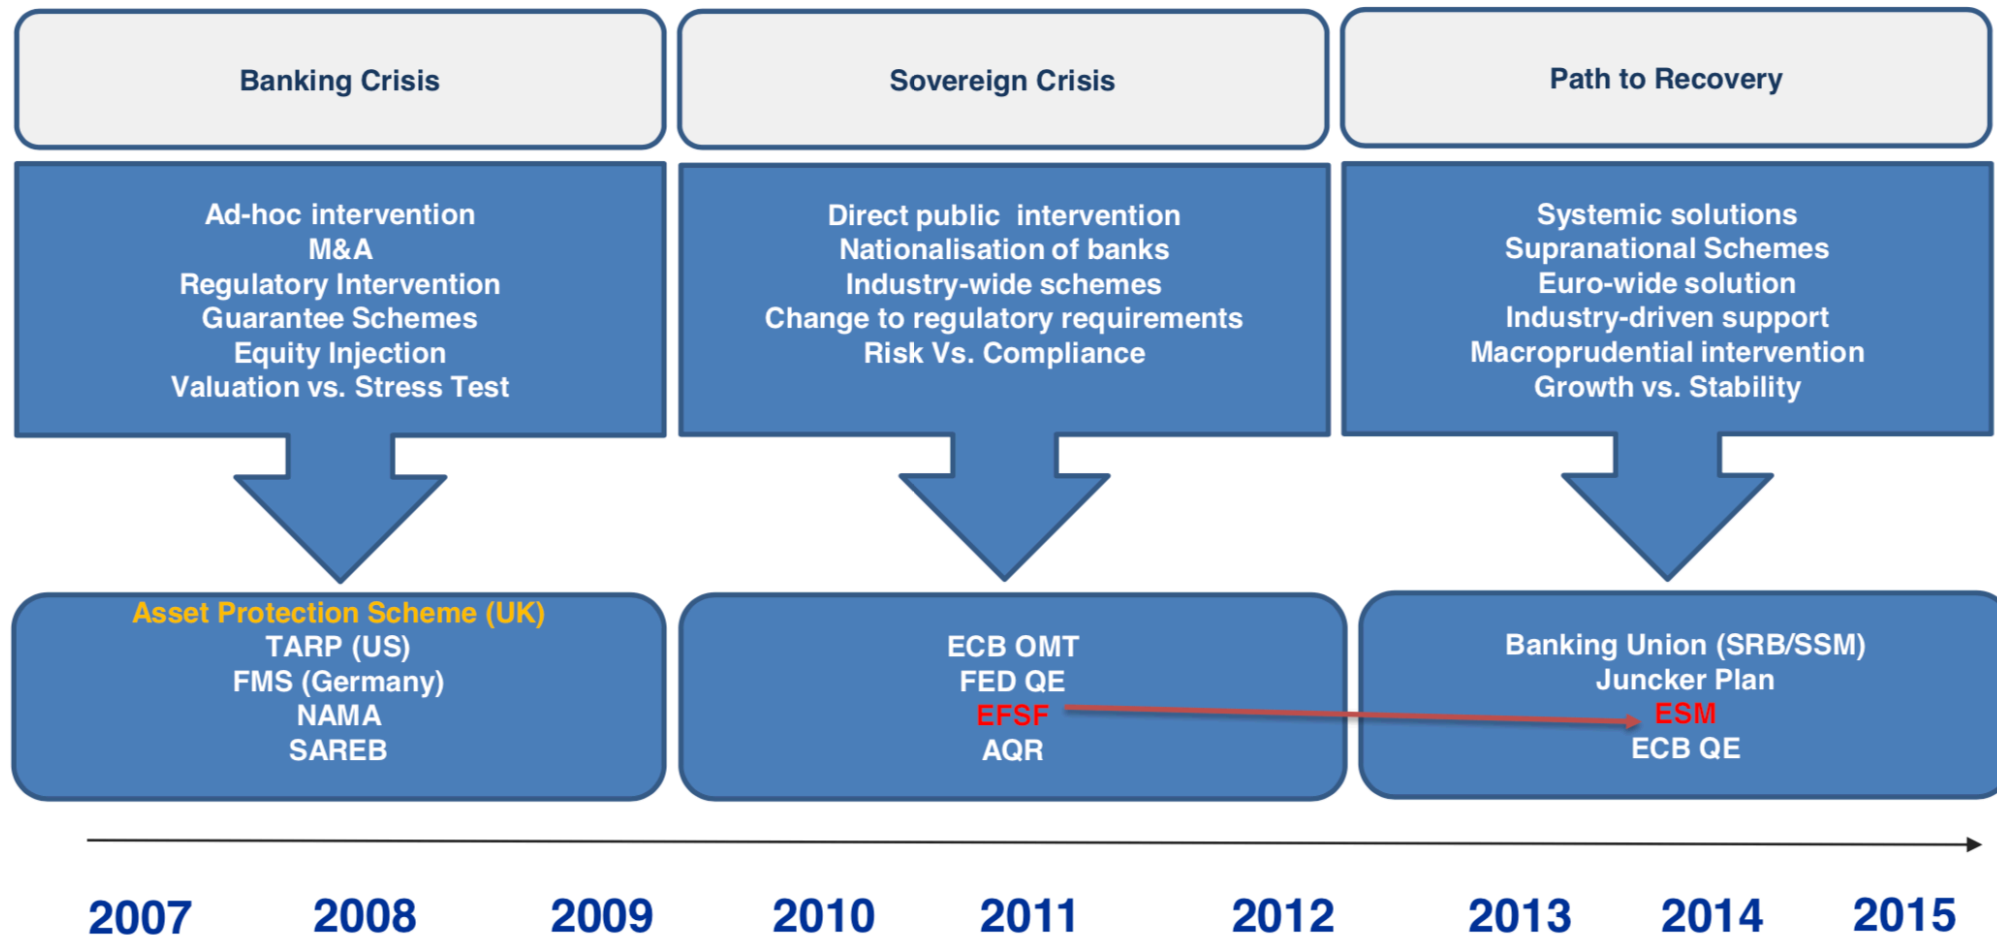 Banking Crisis
Ad-hoc intervention
M&A
Regulatory Intervention
Guarantee Schemes
Equity Injection
Valuation vs. Stress Test
Asset Protection Scheme (UK)
TARP (US)
FMS (Germany)
NAMA
SAREB
Sovereign Crisis
Direct public intervention
Nationalisation of banks
Industry-wide schemes
Change to regulatory requirements
Risk Vs. Compliance
ECB OMT
FED QE
EFSF
AQR
Path to Recovery
Systemic solutions
Supranational Schemes
Euro-wide solution
Industry-driven support
Macroprudential intervention
Growth vs. Stability
Banking Union (SRB/SSM)
Juncker Plan
ESM
ECB QE
2007 2008 2009 2010 2011 2012 2013 2014 2015